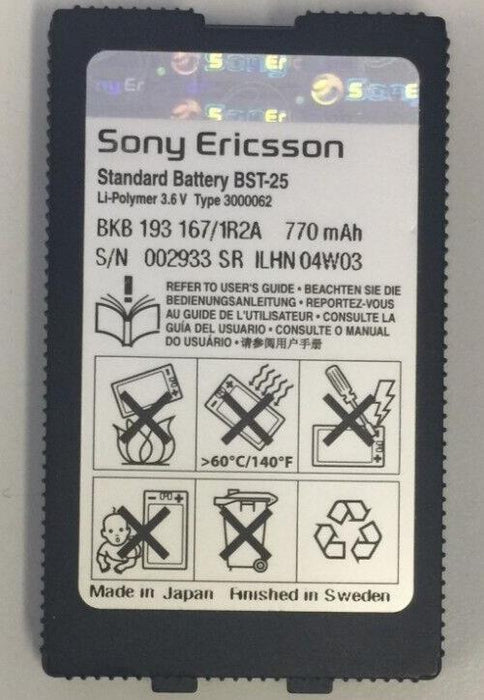 Sony Ericsson
Standard Battery BST-25
Li-Polymer 3.6 V Type 3000062
BKB 193 167/1R2A 770 mAh
S/N 002933 SR ILHN 04W03
REFER TO USER'S GUIDE • BEACHTEN SIE DIE
BEDIENUNGSANLEITUNG • REPORTEZ-VOUS
AU GUIDE DE L'UTILISATEUR • CONSULTE LA
GUÍA DEL USUARIO • CONSULTE O MANUAL
DO USUÁRIO • 请参阅用户手册
>60°C/140°F
Made in Japan Finished in Sweden